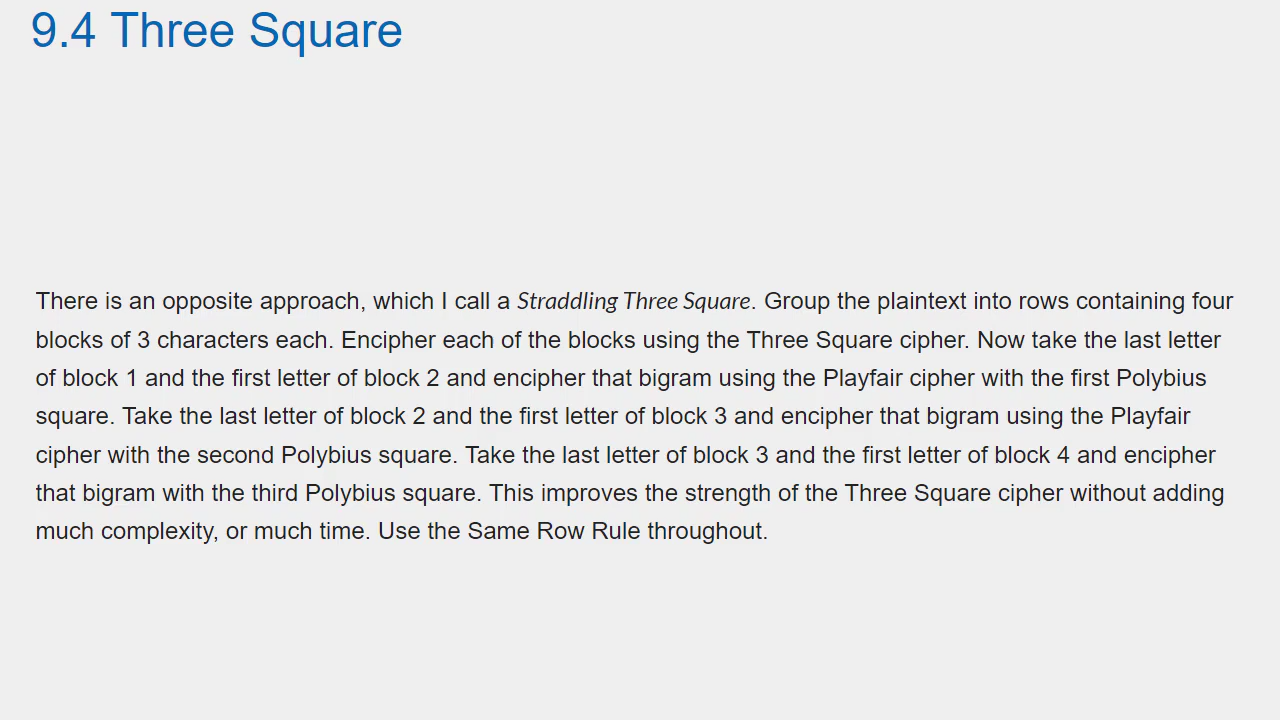 9.4 Three Square
There is an opposite approach, which I call a Straddling Three Square. Group the plaintext into rows containing four
blocks of 3 characters each. Encipher each of the blocks using the Three Square cipher. Now take the last letter
of block 1 and the first letter of block 2 and encipher that bigram using the Playfair cipher with the first Polybius
square. Take the last letter of block 2 and the first letter of block 3 and encipher that bigram using the Playfair
cipher with the second Polybius square. Take the last letter of block 3 and the first letter of block 4 and encipher
that bigram with the third Polybius square. This improves the strength of the Three Square cipher without adding
much complexity, or much time. Use the Same Row Rule throughout.